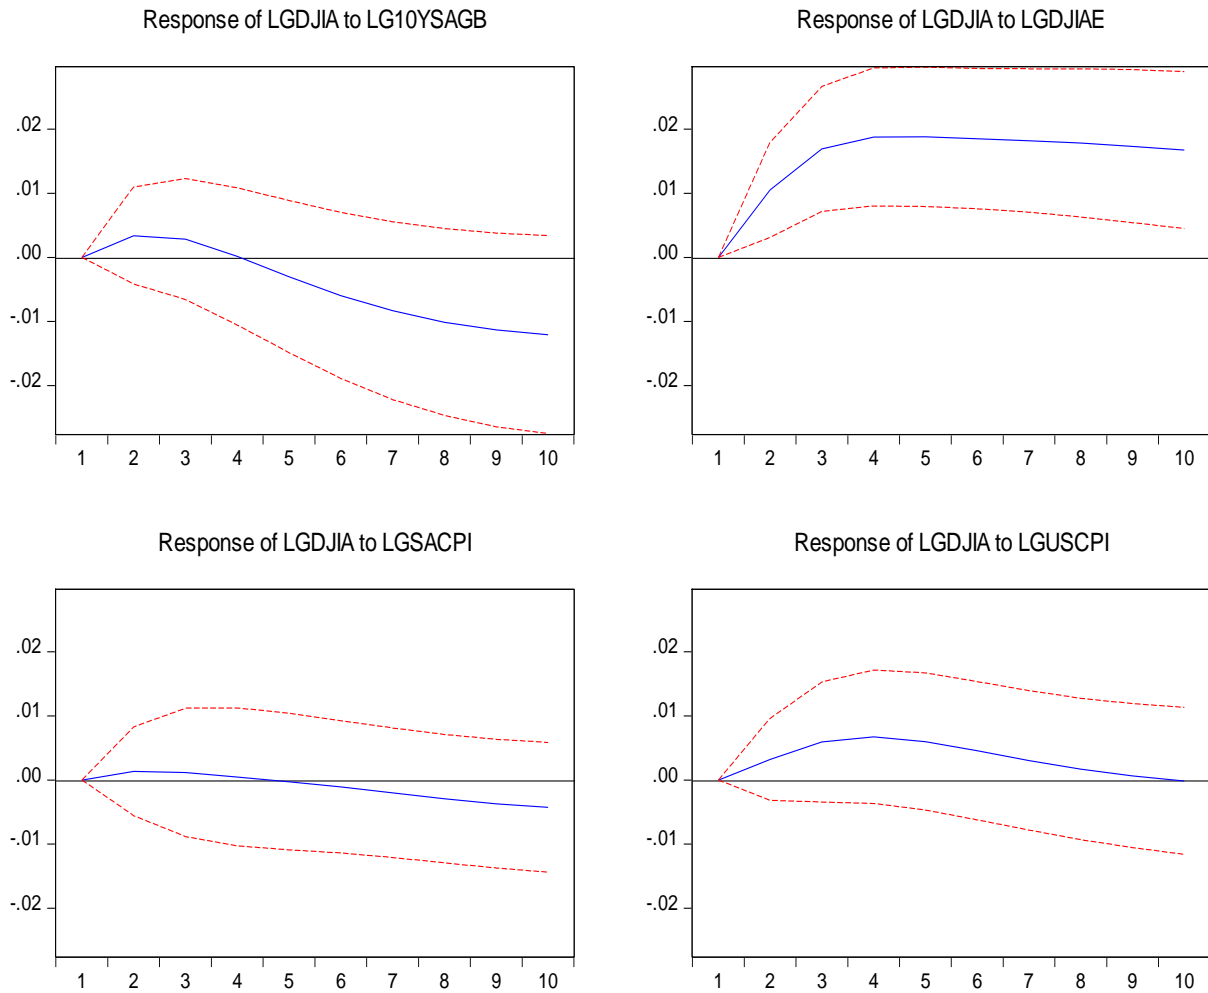 Response of LGDJIA to LG10YSAGB
.02
.01
.00
-.01
-.02
1 2 3 4 5 6 7 8 9 10
Response of LGDJIA to LGDJIAE
.02
.01
.00
-.01
-.02
1 2 3 4 5 6 7 8 9 10
Response of LGDJIA to LGSACPI
.02
.01
.00
-.01
-.02
1 2 3 4 5 6 7 8 9 10
Response of LGDJIA to LGUSCPI
.02
.01
.00
-.01
-.02
1 2 3 4 5 6 7 8 9 10